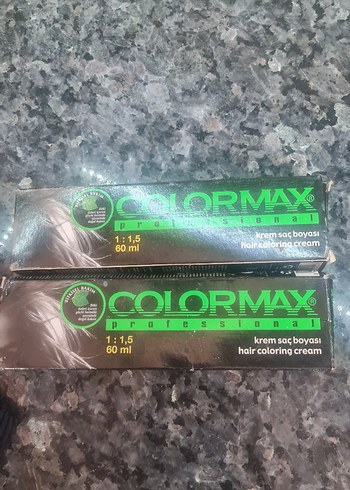 COLORMAX®
professional
1 : 1,5
60 ml
krem saç boyası
hair coloring cream
COLORMAX®
professional
1 : 1,5
60 ml
krem saç boyası
hair coloring cream